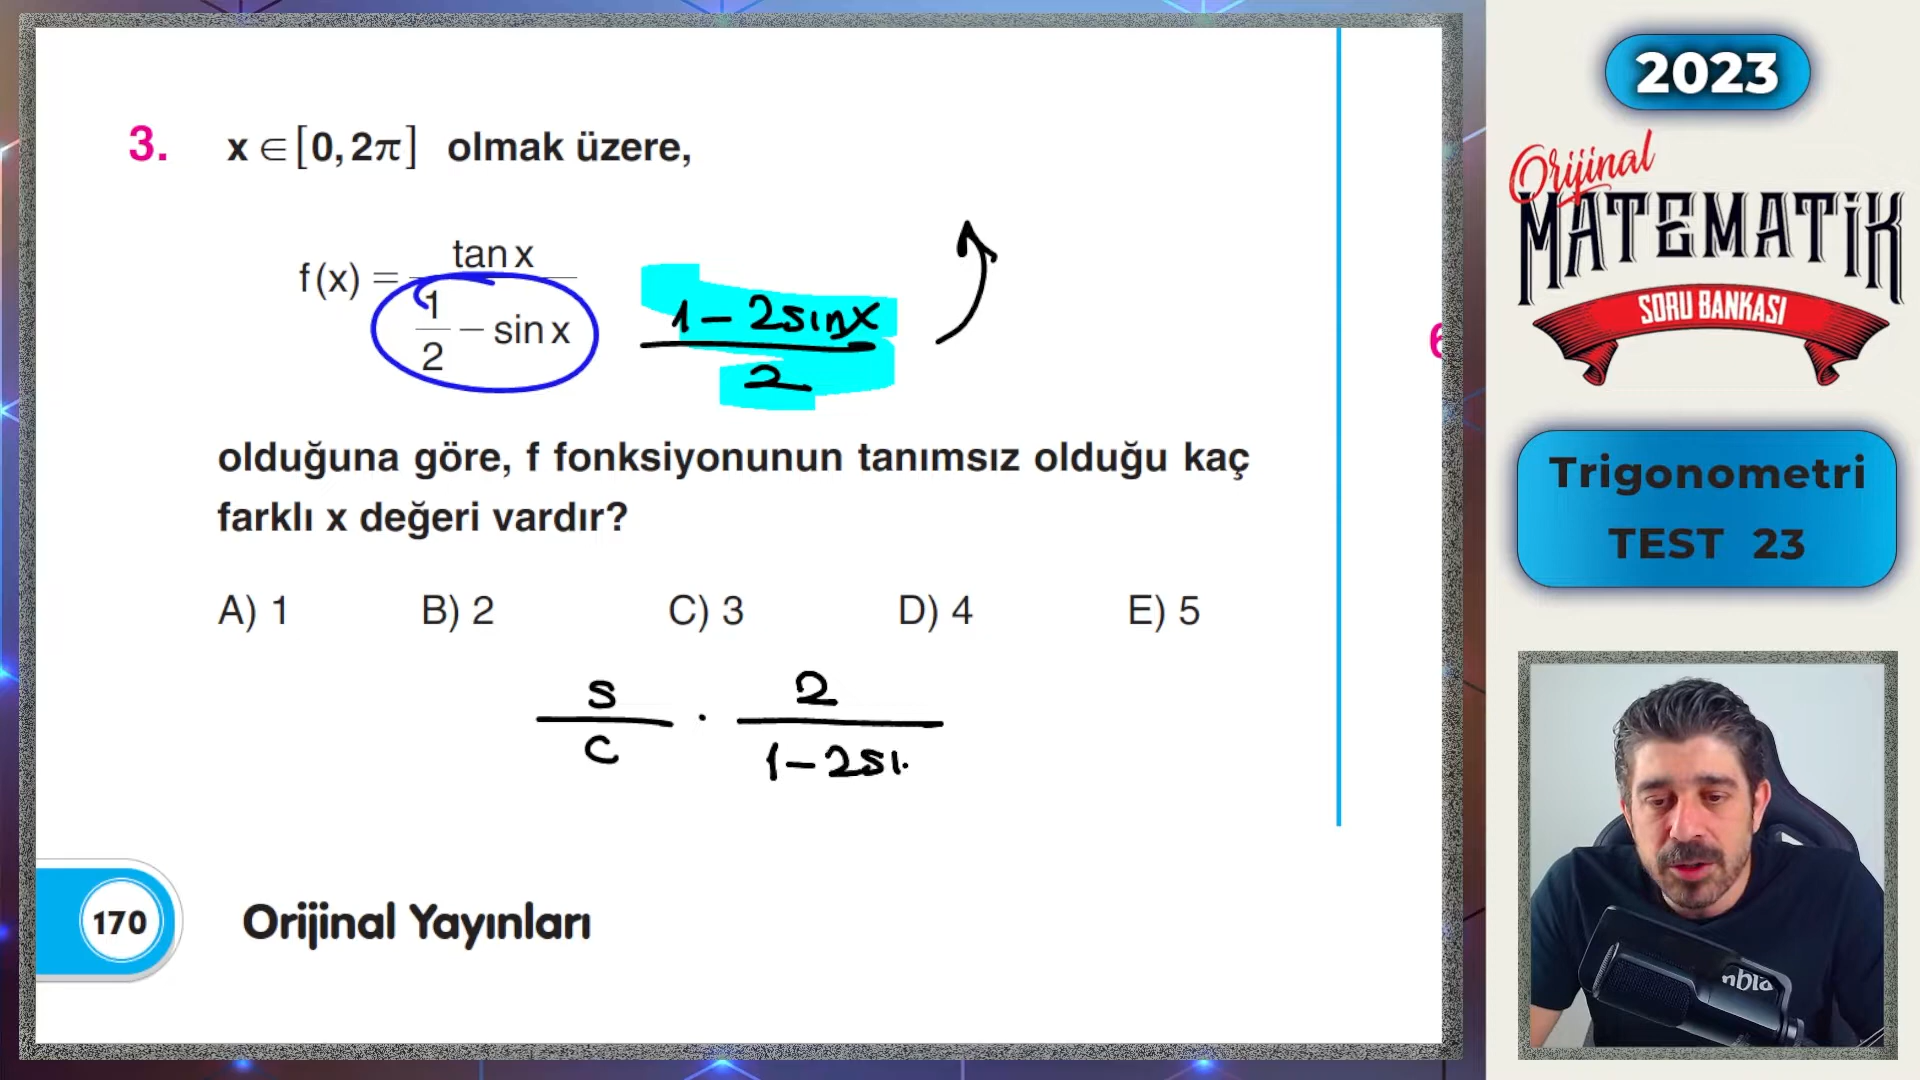 3. x ∈ [0, 2π] olmak üzere,
f(x) = tan x / (1/2 − sin x)
1 − 2sinx / 2
olduğuna göre, f fonksiyonunun tanımsız olduğu kaç
farklı x değeri vardır?
A) 1 B) 2 C) 3 D) 4 E) 5
s/c · 2/(1 − 2sı.
170 Orijinal Yayınları
6
2023
Orijinal
MATEMATİK
SORU BANKASI
Trigonometri
TEST 23